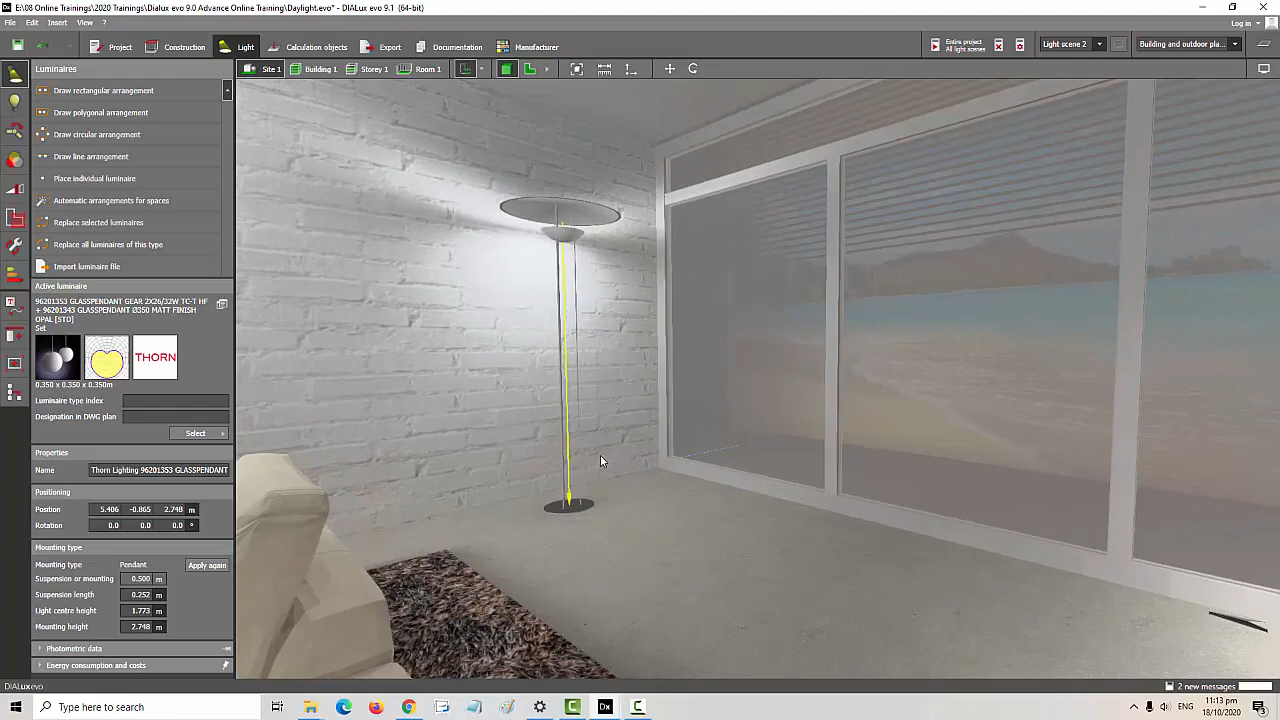 E:\08 Online Trainings\2020 Trainings\Dialux evo 9.0 Advance Online Training\Daylight.evo* - DIALux evo 9.1 (64-bit)
File Edit Insert View ?
Log in
Project Construction Light Calculation objects Export Documentation Manufacturer
Entire project
All light scenes
Light scene 2
Building and outdoor pla...
Luminaires
Site 1 Building 1 Storey 1 Room 1
Draw rectangular arrangement
Draw polygonal arrangement
Draw circular arrangement
Draw line arrangement
Place individual luminaire
Automatic arrangements for spaces
Replace selected luminaires
Replace all luminaires of this type
Import luminaire file
Active luminaire
96201353 GLASSPENDANT GEAR 2X26/32W TC-T HF
+ 96201343 GLASSPENDANT Ø350 MATT FINISH
OPAL [STD]
Set
THORN
0.350 x 0.350 x 0.350m
Luminaire type index
Designation in DWG plan
Select
Properties
Name Thorn Lighting 96201353 GLASSPENDANT
Positioning
Position 5.406 -0.865 2.748 m
Rotation 0.0 0.0 0.0 °
Mounting type
Mounting type Pendant Apply again
Suspension or mounting 0.500 m
Suspension length 0.252 m
Light centre height 1.773 m
Mounting height 2.748 m
Photometric data
Energy consumption and costs
DIALux evo
2 new messages
Type here to search
Dx
ENG
11:13 pm
18/10/2020